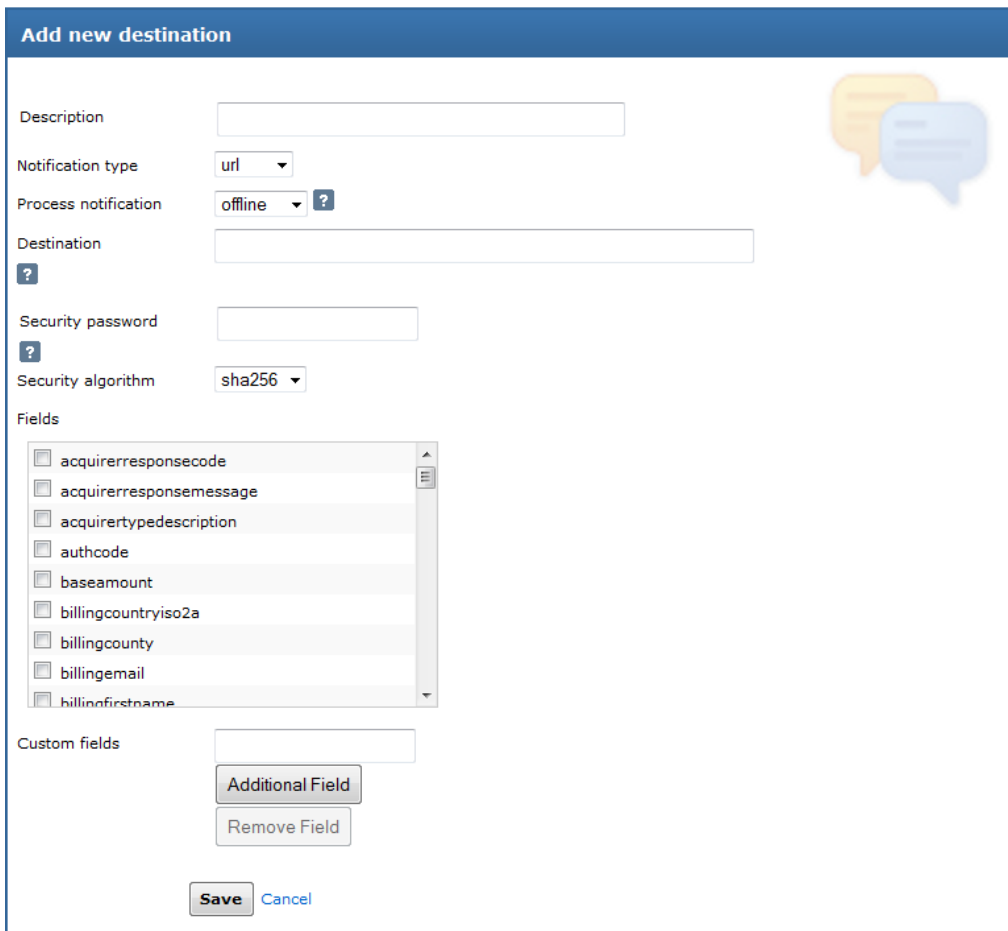 Add new destination
Description
Notification type url
Process notification offline ?
Destination
?
Security password
?
Security algorithm sha256
Fields
acquirerresponsecode
acquirerresponsemessage
acquirertypedescription
authcode
baseamount
billingcountryiso2a
billingcounty
billingemail
billingfirstname
Custom fields
Additional Field
Remove Field
Save Cancel